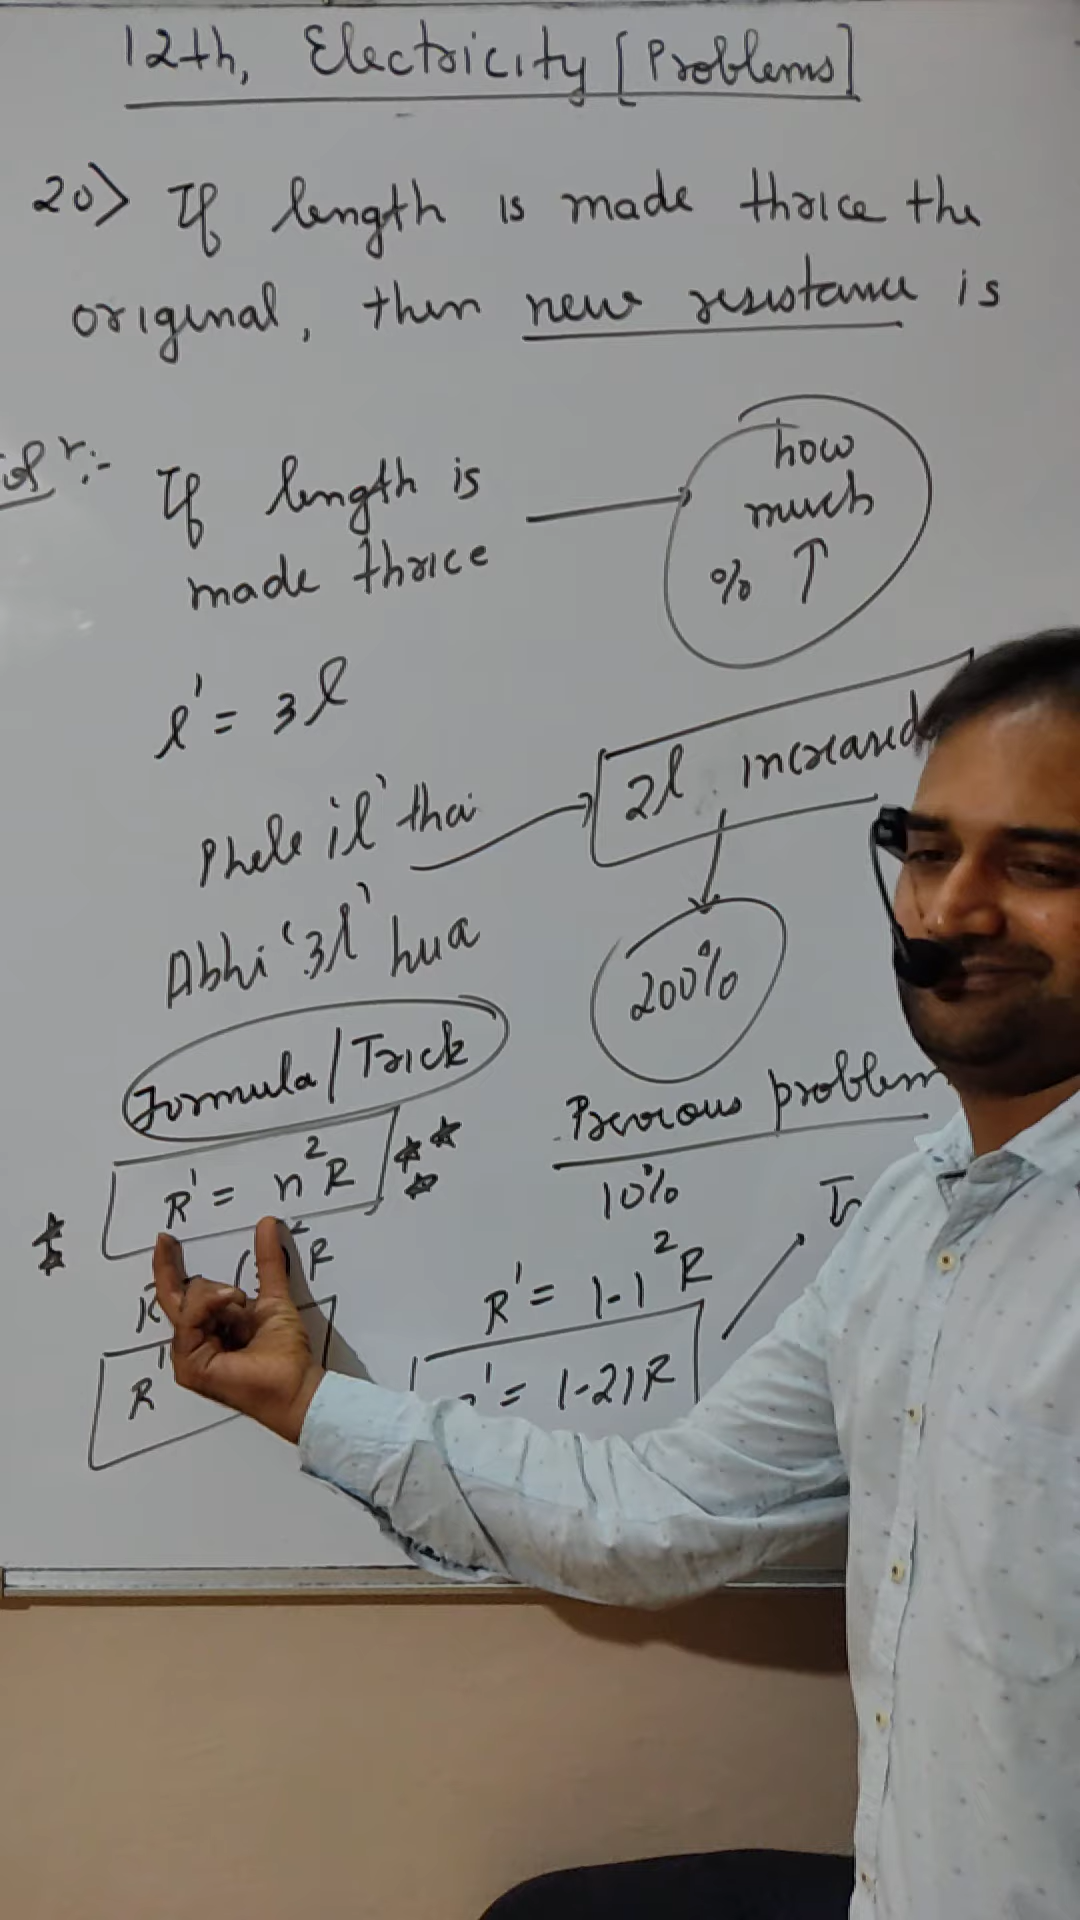 12th, Electricity [Problems]
20> If length is made thrice the
original, then new resistance is
If length is
made thrice
how
much
% ↑
l' = 3l
Phele 'l' tha
2l increased
Abhi '3l' hua
200%
Formula/Trick
R' = n²R
R²R
R'
Previous problem
10%
R' = 1.1²R
' = 1.21R